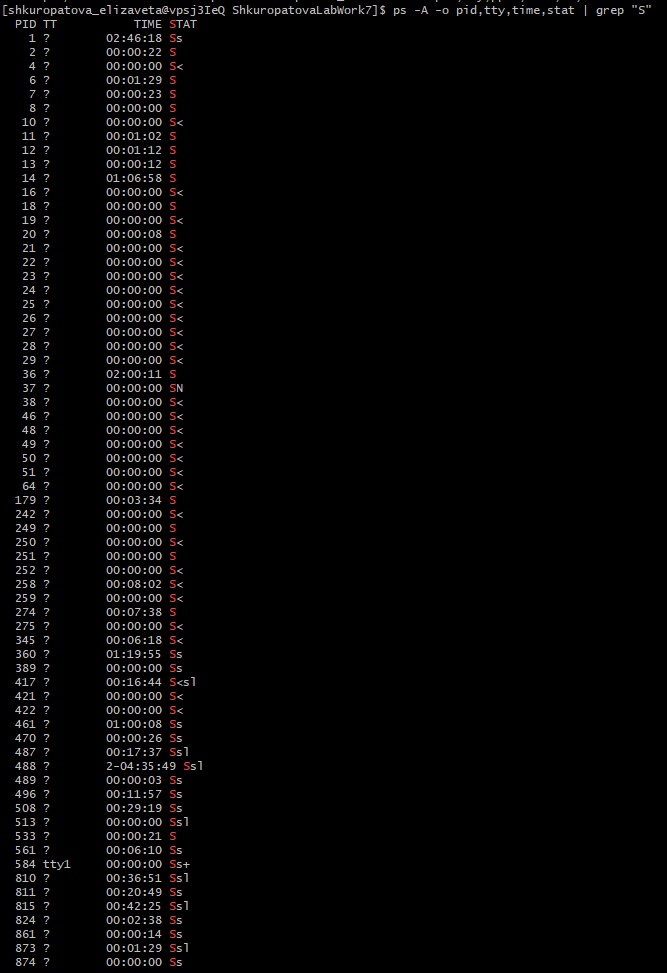 [shkuropatova_elizaveta@vpsj3IeQ ShkuropatovaLabWork7]$ ps -A -o pid,tty,time,stat | grep "S"
  PID TT           TIME STAT
    1 ?        02:46:18 Ss
    2 ?        00:00:22 S
    4 ?        00:00:00 S<
    6 ?        00:01:29 S
    7 ?        00:00:23 S
    8 ?        00:00:00 S
   10 ?        00:00:00 S<
   11 ?        00:01:02 S
   12 ?        00:01:12 S
   13 ?        00:00:12 S
   14 ?        01:06:58 S
   16 ?        00:00:00 S<
   18 ?        00:00:00 S
   19 ?        00:00:00 S<
   20 ?        00:00:08 S
   21 ?        00:00:00 S<
   22 ?        00:00:00 S<
   23 ?        00:00:00 S<
   24 ?        00:00:00 S<
   25 ?        00:00:00 S<
   26 ?        00:00:00 S<
   27 ?        00:00:00 S<
   28 ?        00:00:00 S<
   29 ?        00:00:00 S<
   36 ?        02:00:11 S
   37 ?        00:00:00 SN
   38 ?        00:00:00 S<
   46 ?        00:00:00 S<
   48 ?        00:00:00 S<
   49 ?        00:00:00 S<
   50 ?        00:00:00 S<
   51 ?        00:00:00 S<
   64 ?        00:00:00 S<
  179 ?        00:03:34 S
  242 ?        00:00:00 S<
  249 ?        00:00:00 S
  250 ?        00:00:00 S<
  251 ?        00:00:00 S
  252 ?        00:00:00 S<
  258 ?        00:08:02 S<
  259 ?        00:00:00 S<
  274 ?        00:07:38 S
  275 ?        00:00:00 S<
  345 ?        00:06:18 S<
  360 ?        01:19:55 Ss
  389 ?        00:00:00 Ss
  417 ?        00:16:44 S<sl
  421 ?        00:00:00 S<
  422 ?        00:00:00 S<
  461 ?        01:00:08 Ss
  470 ?        00:00:26 Ss
  487 ?        00:17:37 Ssl
  488 ?        2-04:35:49 Ssl
  489 ?        00:00:03 Ss
  496 ?        00:11:57 Ss
  508 ?        00:29:19 Ss
  513 ?        00:00:00 Ssl
  533 ?        00:00:21 S
  561 ?        00:06:10 Ss
  584 tty1     00:00:00 Ss+
  810 ?        00:36:51 Ssl
  811 ?        00:20:49 Ss
  815 ?        00:42:25 Ssl
  824 ?        00:02:38 Ss
  861 ?        00:00:14 Ss
  873 ?        00:01:29 Ssl
  874 ?        00:00:00 Ss